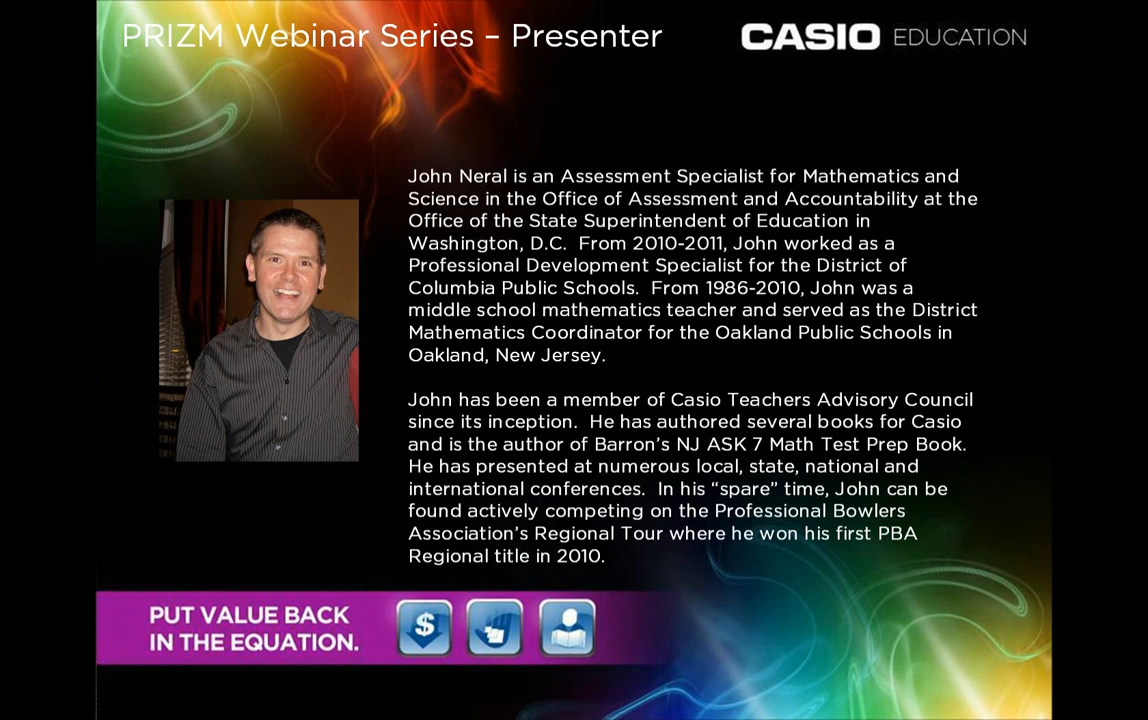 PRIZM Webinar Series – Presenter
CASIO EDUCATION
John Neral is an Assessment Specialist for Mathematics and
Science in the Office of Assessment and Accountability at the
Office of the State Superintendent of Education in
Washington, D.C.  From 2010-2011, John worked as a
Professional Development Specialist for the District of
Columbia Public Schools.  From 1986-2010, John was a
middle school mathematics teacher and served as the District
Mathematics Coordinator for the Oakland Public Schools in
Oakland, New Jersey.
John has been a member of Casio Teachers Advisory Council
since its inception.  He has authored several books for Casio
and is the author of Barron’s NJ ASK 7 Math Test Prep Book.
He has presented at numerous local, state, national and
international conferences.  In his “spare” time, John can be
found actively competing on the Professional Bowlers
Association’s Regional Tour where he won his first PBA
Regional title in 2010.
PUT VALUE BACK
IN THE EQUATION.
$